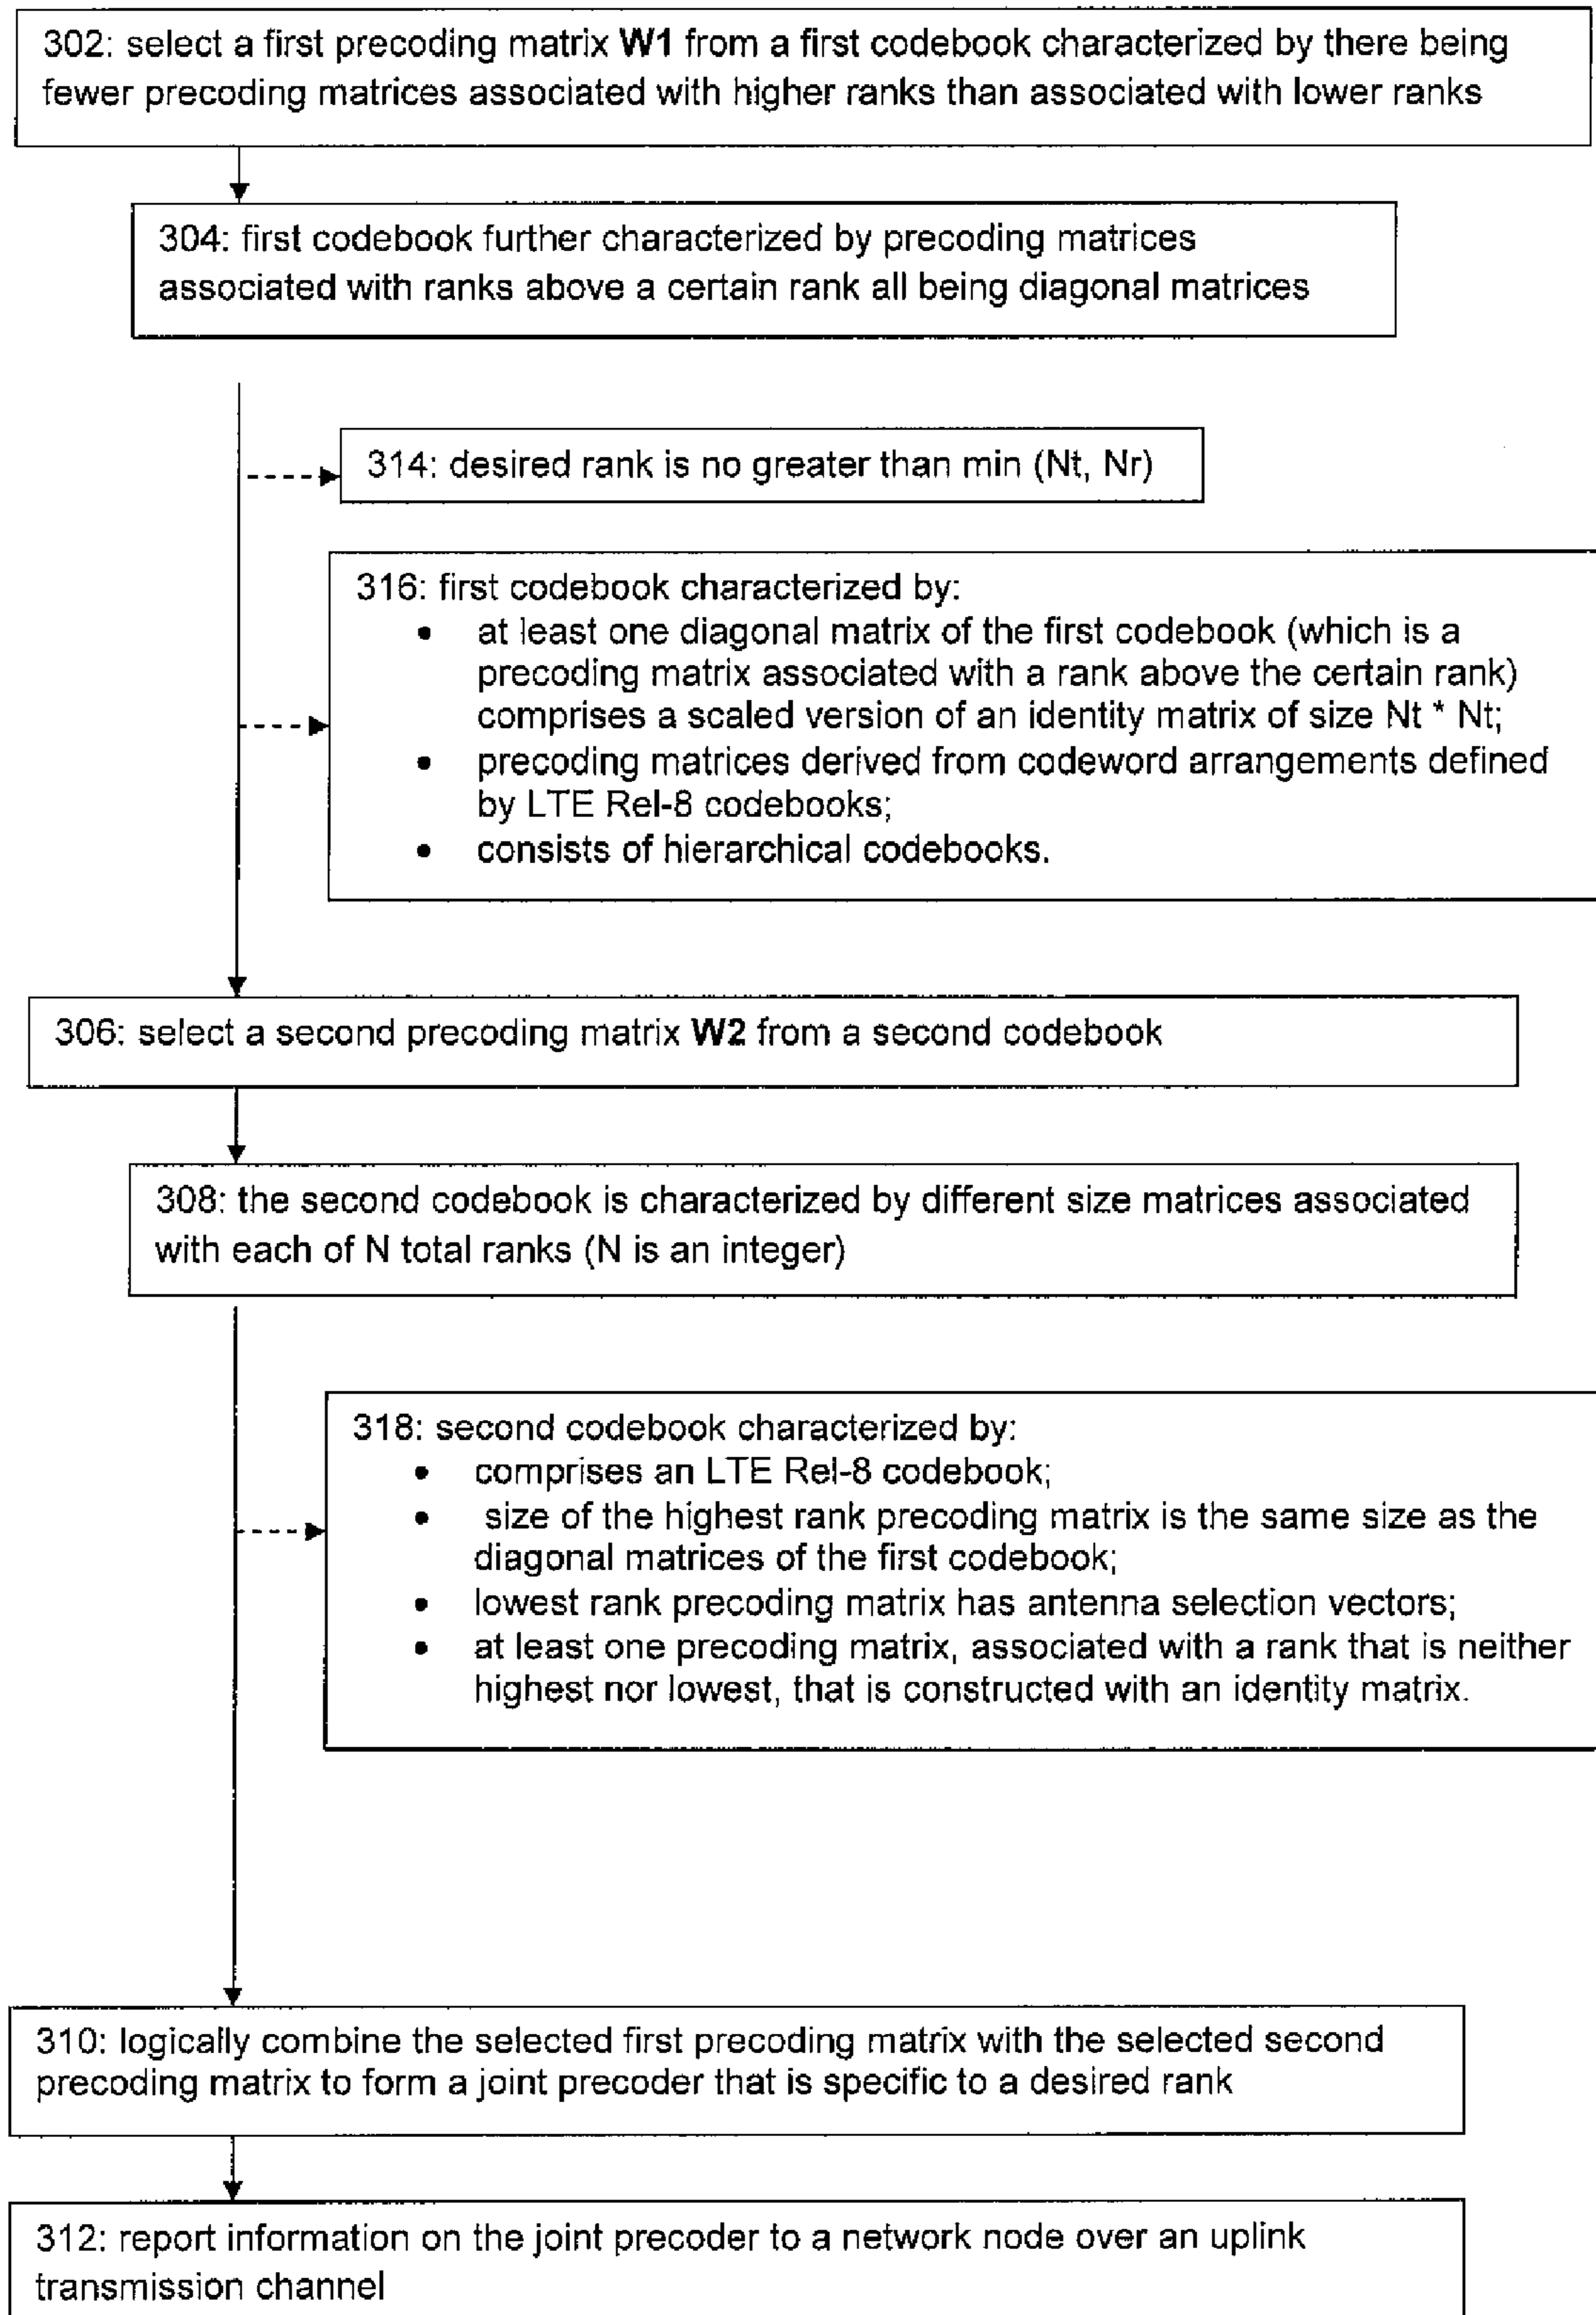 302: select a first precoding matrix W1 from a first codebook characterized by there being
fewer precoding matrices associated with higher ranks than associated with lower ranks
304: first codebook further characterized by precoding matrices
associated with ranks above a certain rank all being diagonal matrices
314: desired rank is no greater than min (Nt, Nr)
316: first codebook characterized by:
• at least one diagonal matrix of the first codebook (which is a
precoding matrix associated with a rank above the certain rank)
comprises a scaled version of an identity matrix of size Nt * Nt;
• precoding matrices derived from codeword arrangements defined
by LTE Rel-8 codebooks;
• consists of hierarchical codebooks.
306: select a second precoding matrix W2 from a second codebook
308: the second codebook is characterized by different size matrices associated
with each of N total ranks (N is an integer)
318: second codebook characterized by:
• comprises an LTE Rel-8 codebook;
• size of the highest rank precoding matrix is the same size as the
diagonal matrices of the first codebook;
• lowest rank precoding matrix has antenna selection vectors;
• at least one precoding matrix, associated with a rank that is neither
highest nor lowest, that is constructed with an identity matrix.
310: logically combine the selected first precoding matrix with the selected second
precoding matrix to form a joint precoder that is specific to a desired rank
312: report information on the joint precoder to a network node over an uplink
transmission channel